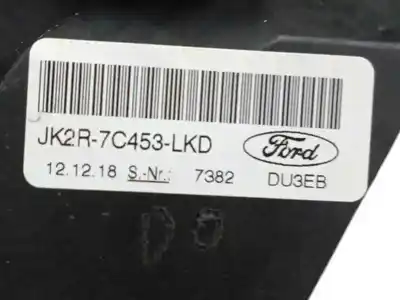 JK2R-7C453-LKD Ford
12.12.18 S.-Nr.: 7382 DU3EB